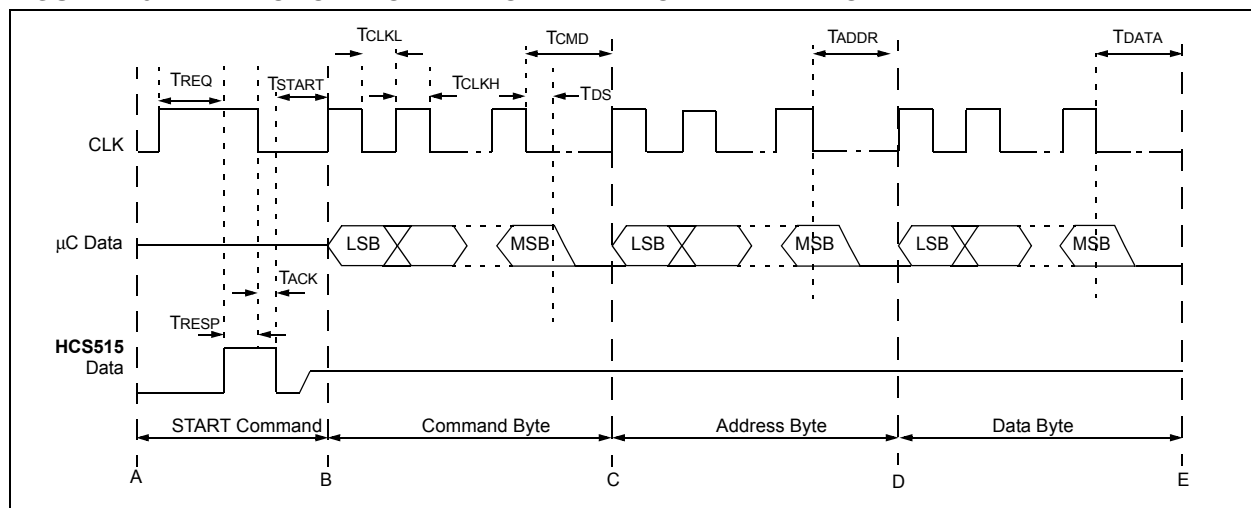 TCLKL
TCMD
TADDR
TDATA
TREQ
TSTART
TCLKH
TDS
CLK
µC Data
LSB
MSB
LSB
MSB
LSB
MSB
TACK
TRESP
HCS515
Data
START Command
Command Byte
Address Byte
Data Byte
A
B
C
D
E